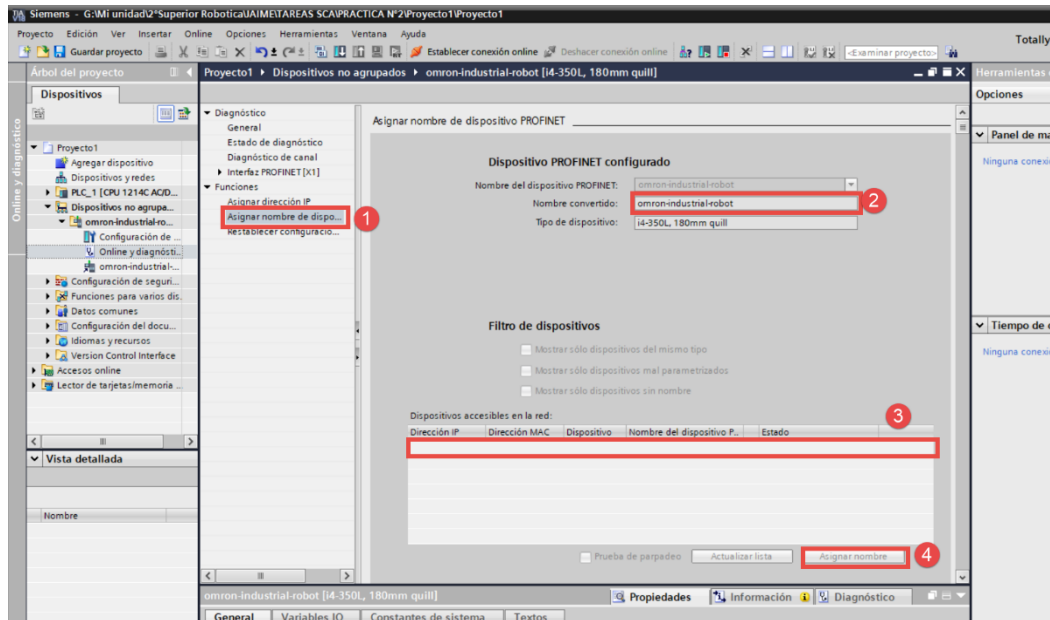 Siemens - G:\Mi unidad\2°Superior Robotica\JAIME\TAREAS SCA\PRACTICA Nº2\Proyecto1\Proyecto1
Proyecto Edición Ver Insertar Online Opciones Herramientas Ventana Ayuda
Guardar proyecto Establecer conexión online Deshacer conexión online <Examinar proyecto>
Totally
Árbol del proyecto
Proyecto1 Dispositivos no agrupados omron-industrial-robot [i4-350L, 180mm quill]
Herramientas
Dispositivos
Opciones
Online y diagnóstico
Proyecto1
Agregar dispositivo
Dispositivos y redes
PLC_1 [CPU 1214C AC/D...
Dispositivos no agrupa...
omron-industrial-ro...
Configuración de ...
Online y diagnósti...
omron-industrial-...
Configuración de seguri...
Funciones para varios dis.
Datos comunes
Configuración del docu...
Idiomas y recursos
Version Control Interface
Accesos online
Lector de tarjetas/memoria ...
Vista detallada
Nombre
Diagnóstico
General
Estado de diagnóstico
Diagnóstico de canal
Interfaz PROFINET [X1]
Funciones
Asignar dirección IP
Asignar nombre de dispo... 1
Restablecer configuracio...
Asignar nombre de dispositivo PROFINET
Dispositivo PROFINET configurado
Nombre del dispositivo PROFINET: omron-industrial-robot
Nombre convertido: omron-industrial-robot 2
Tipo de dispositivo: i4-350L, 180mm quill
Filtro de dispositivos
Mostrar sólo dispositivos del mismo tipo
Mostrar sólo dispositivos mal parametrizados
Mostrar sólo dispositivos sin nombre
Dispositivos accesibles en la red:
3
Dirección IP Dirección MAC Dispositivo Nombre del dispositivo P... Estado
Prueba de parpadeo Actualizar lista Asignar nombre 4
omron-industrial-robot [i4-350L, 180mm quill]
Propiedades Información Diagnóstico
General Variables IO Constantes de sistema Textos
Panel de ma
Ninguna conexi
Tiempo de
Ninguna conexi